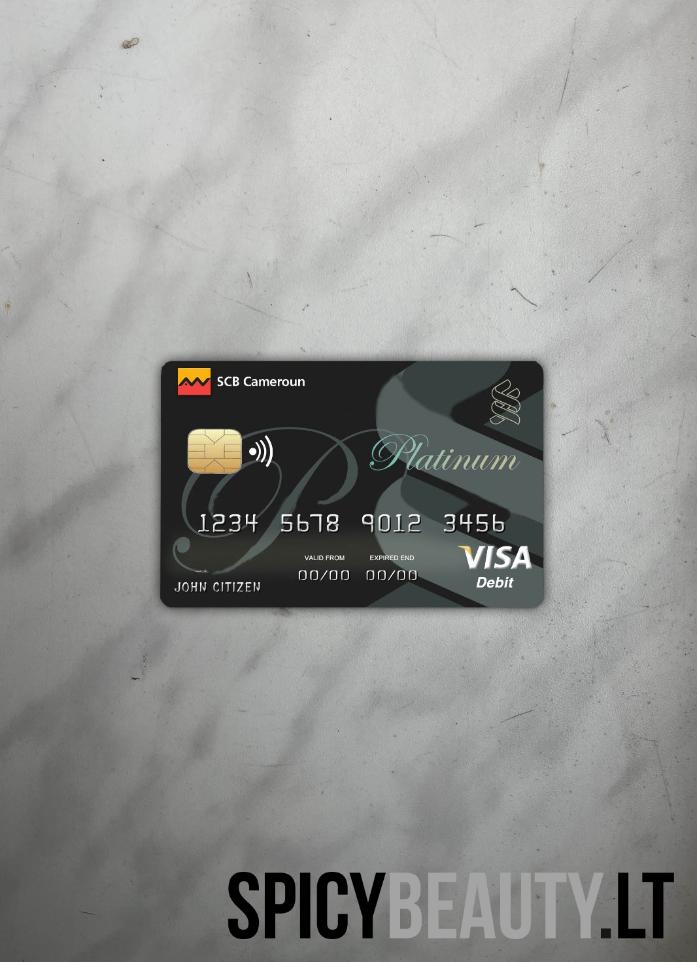 SCB Cameroun
Platinum
1234 5678 9012 3456
VALID FROM EXPIRED END
00/00 00/00
VISA
Debit
JOHN CITIZEN
SPICYBEAUTY.LT